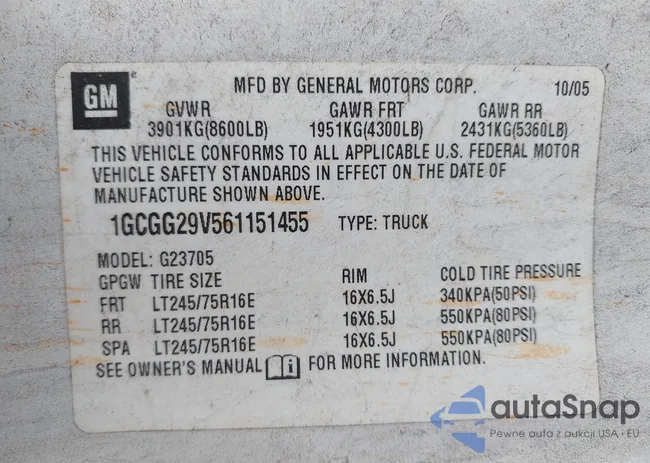 GM
MFD BY GENERAL MOTORS CORP. 10/05
GVWR GAWR FRT GAWR RR
3901KG(8600LB) 1951KG(4300LB) 2431KG(5360LB)
THIS VEHICLE CONFORMS TO ALL APPLICABLE U.S. FEDERAL MOTOR
VEHICLE SAFETY STANDARDS IN EFFECT ON THE DATE OF
MANUFACTURE SHOWN ABOVE.
1GCGG29V561151455 TYPE: TRUCK
MODEL: G23705
GPGW TIRE SIZE RIM COLD TIRE PRESSURE
FRT LT245/75R16E 16X6.5J 340KPA(50PSI)
RR LT245/75R16E 16X6.5J 550KPA(80PSI)
SPA LT245/75R16E 16X6.5J 550KPA(80PSI)
SEE OWNER'S MANUAL i FOR MORE INFORMATION.
autaSnap
Pewne auta z aukcji USA i EU